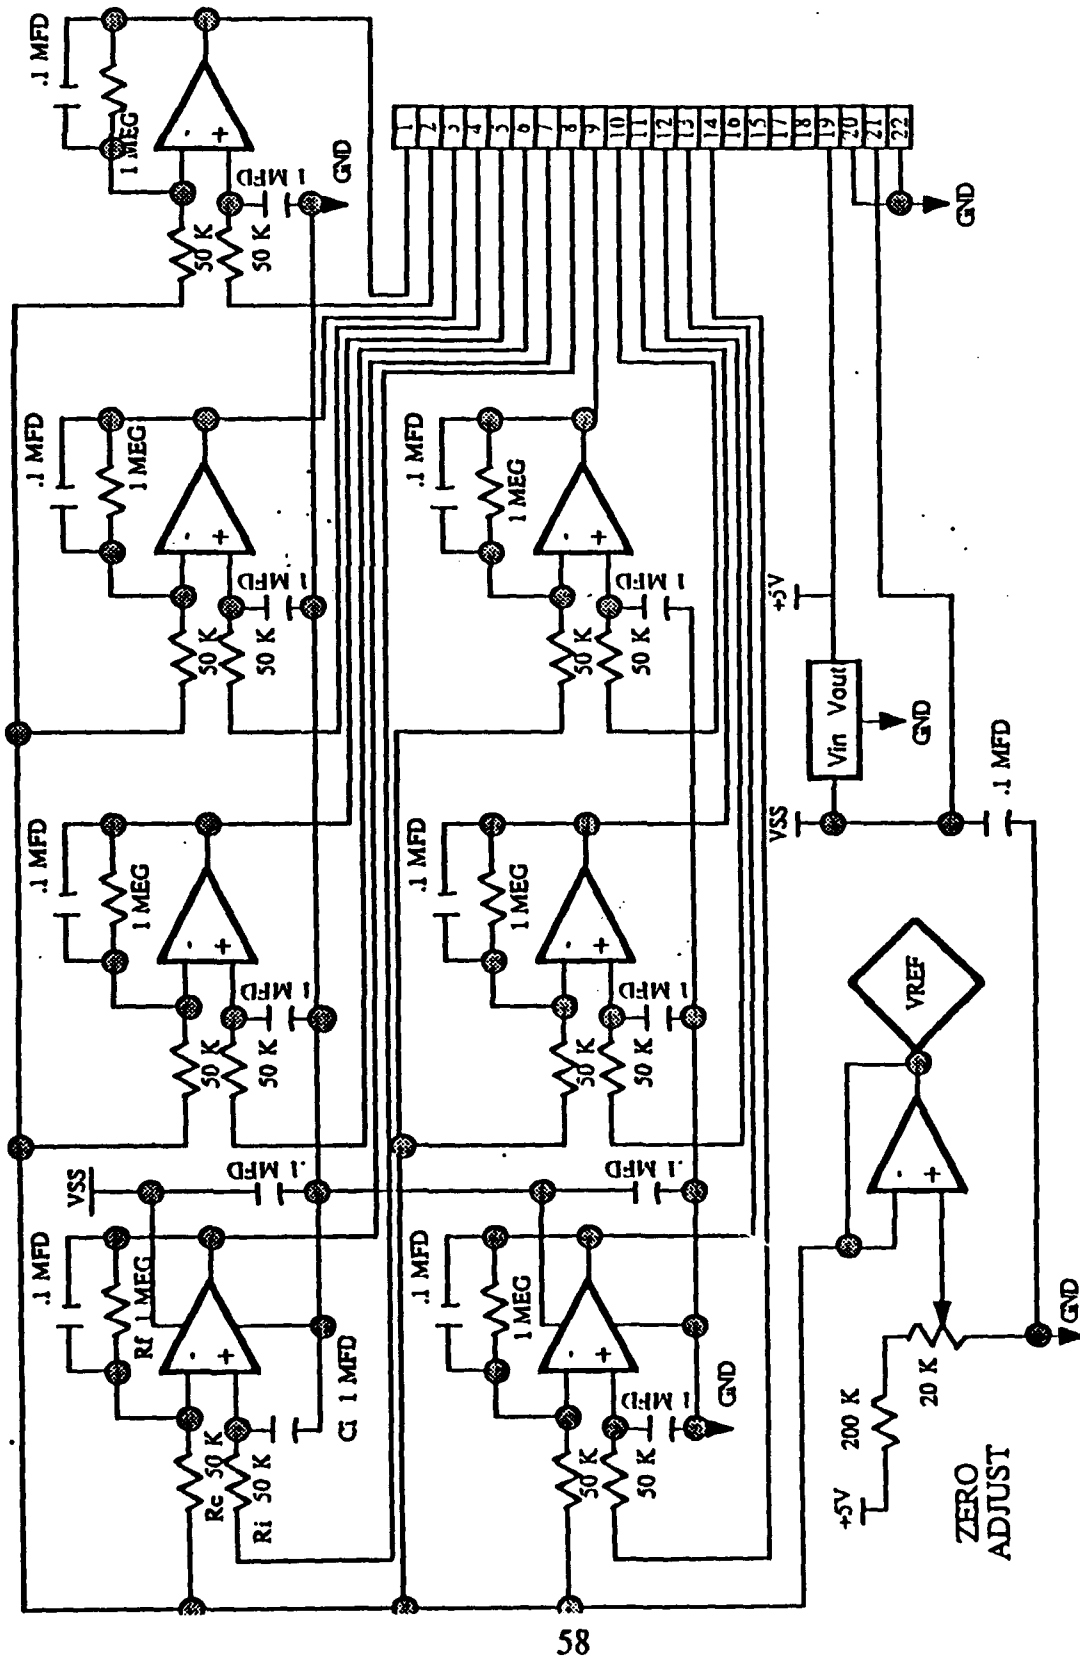 .1 MFD
1 MEG
-
+
50 K
50 K
1 MFD
GND
.1 MFD
1 MEG
-
+
50 K
50 K
1 MFD
.1 MFD
1 MEG
-
+
50 K
50 K
1 MFD
VSS
.1 MFD
.1 MFD
Rf 1 MEG
-
+
Rc 50 K
Ri 50 K
Ci 1 MFD
1
2
3
4
5
6
7
8
9
10
11
12
13
14
16
15
17
18
19
20
21
22
GND
.1 MFD
1 MEG
-
+
50 K
50 K
1 MFD
.1 MFD
1 MEG
-
+
50 K
50 K
1 MFD
.1 MFD
.1 MFD
1 MEG
-
+
50 K
50 K
1 MFD
GND
+5V
Vin Vout
GND
VSS
.1 MFD
VREF
-
+
20 K
200 K
+5V
GND
ZERO
ADJUST
58